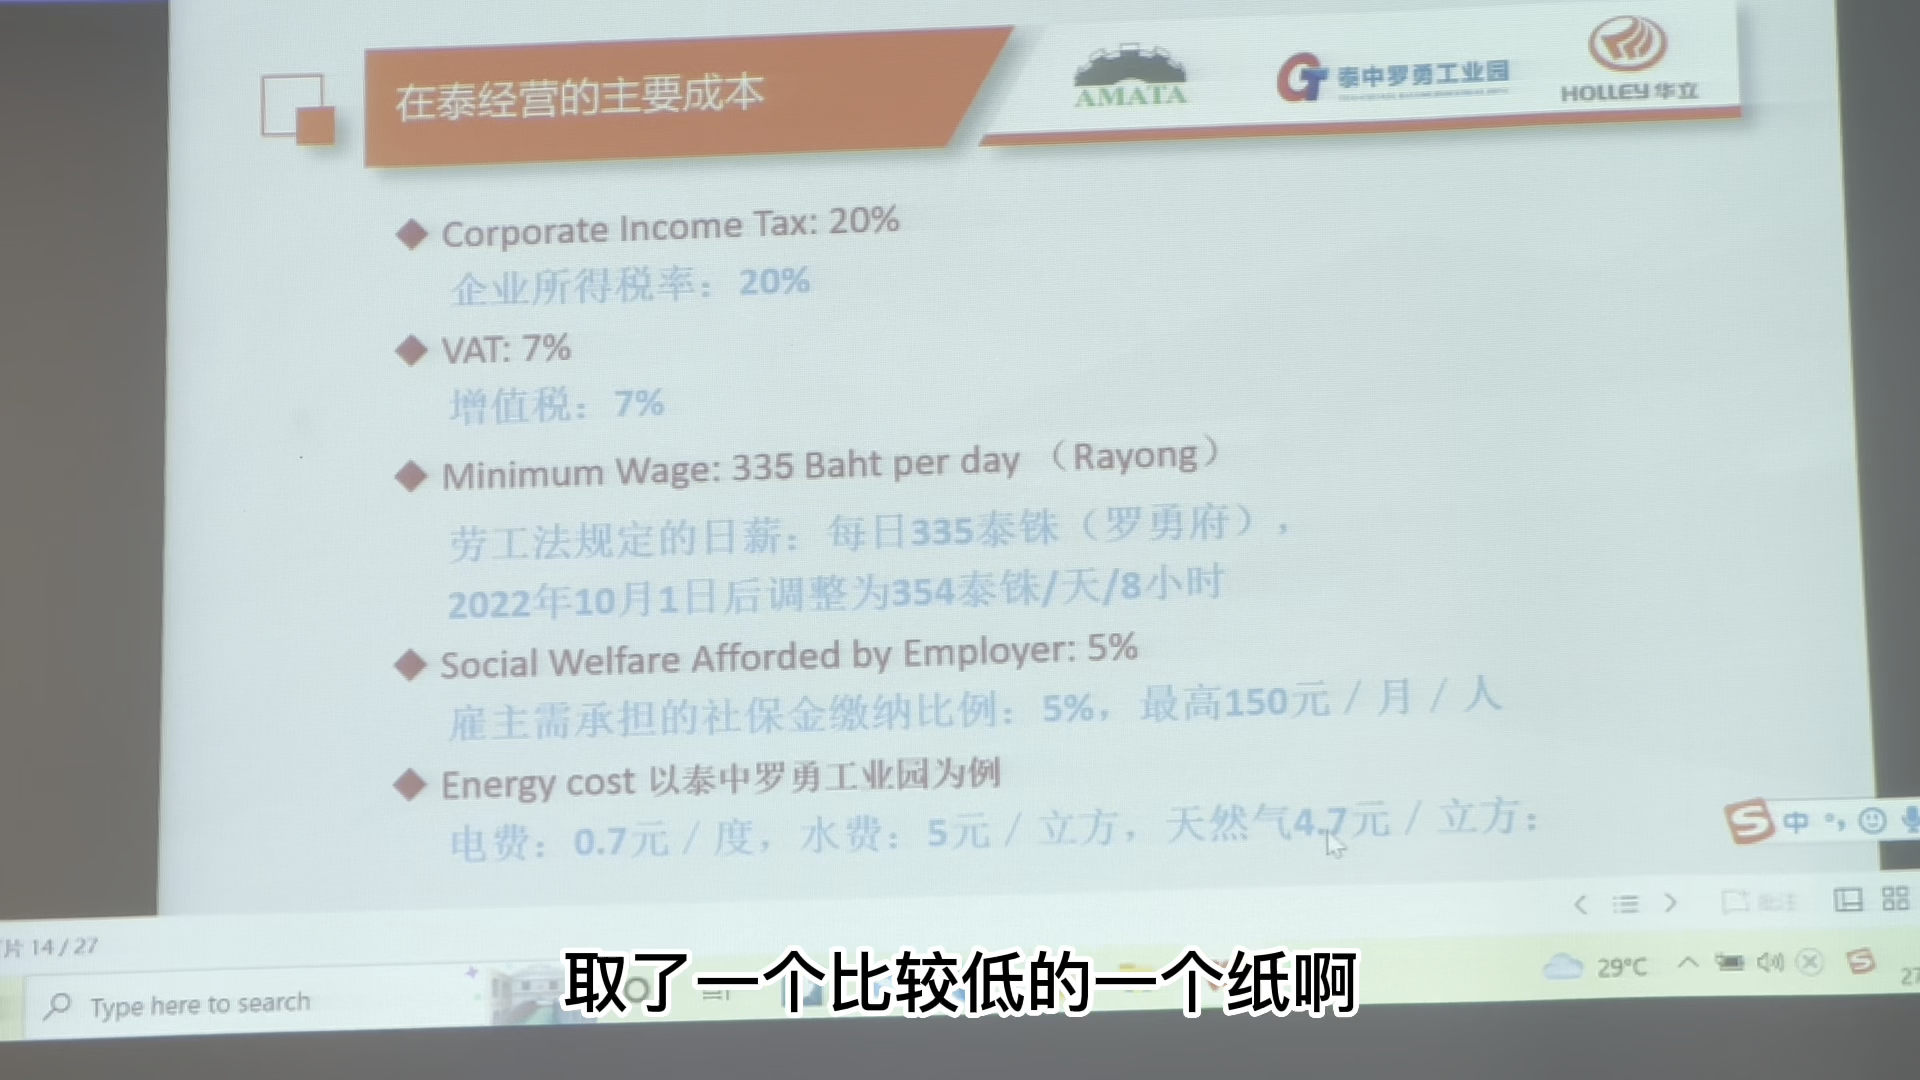 在泰经营的主要成本
AMATA
泰中罗勇工业园
HOLLEY 华立
Corporate Income Tax: 20%
企业所得税率：20%
VAT: 7%
增值税：7%
Minimum Wage: 335 Baht per day （Rayong）
劳工法规定的日薪：每日335泰铢（罗勇府），
2022年10月1日后调整为354泰铢/天/8小时
Social Welfare Afforded by Employer: 5%
雇主需承担的社保金缴纳比例：5%，最高150元 / 月 / 人
Energy cost 以泰中罗勇工业园为例
电费：0.7元 / 度，水费：5元 / 立方，天然气4.7元 / 立方：
中
片 14 / 27
取了一个比较低的一个纸啊
Type here to search
29°C